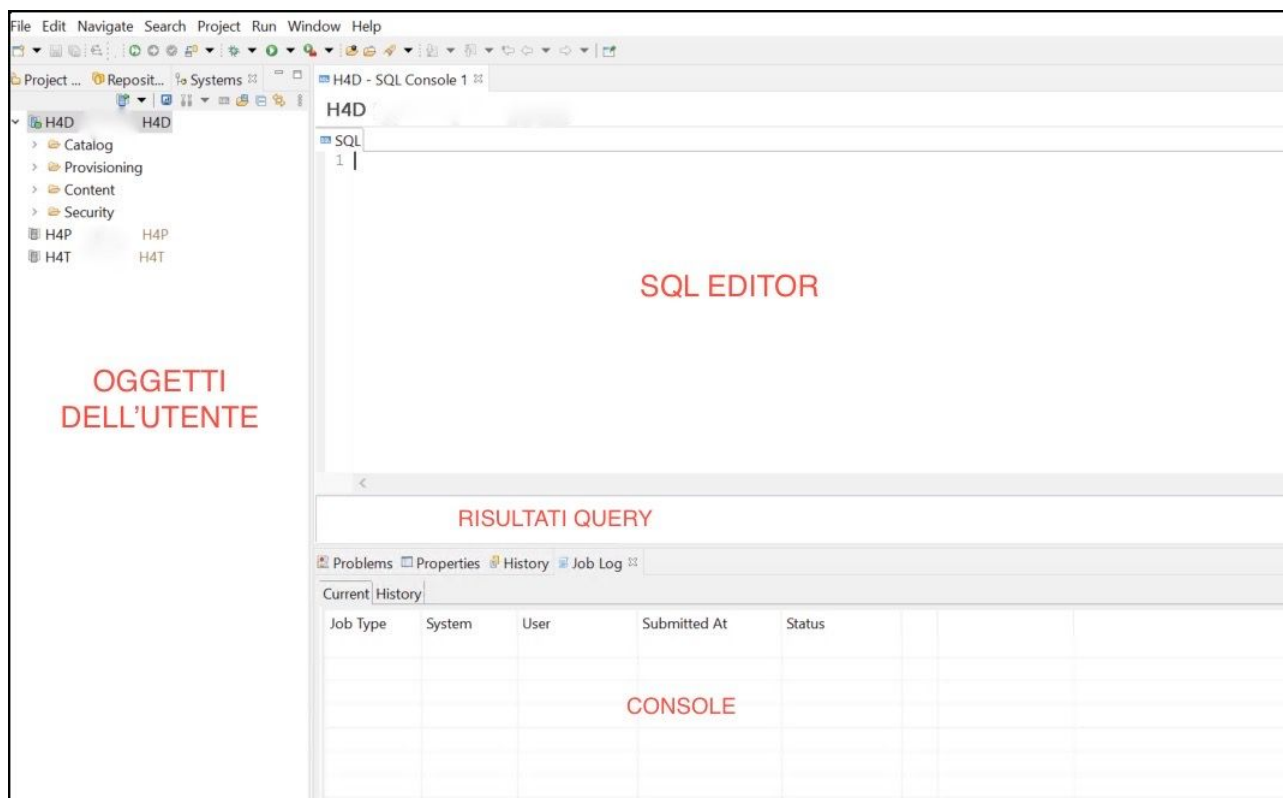 File Edit Navigate Search Project Run Window Help
Project ... Reposit... Systems
H4D H4D
Catalog
Provisioning
Content
Security
H4P H4P
H4T H4T
OGGETTI
DELL'UTENTE
H4D - SQL Console 1
H4D
SQL
1
SQL EDITOR
RISULTATI QUERY
Problems Properties History Job Log
Current History
Job Type System User Submitted At Status
CONSOLE